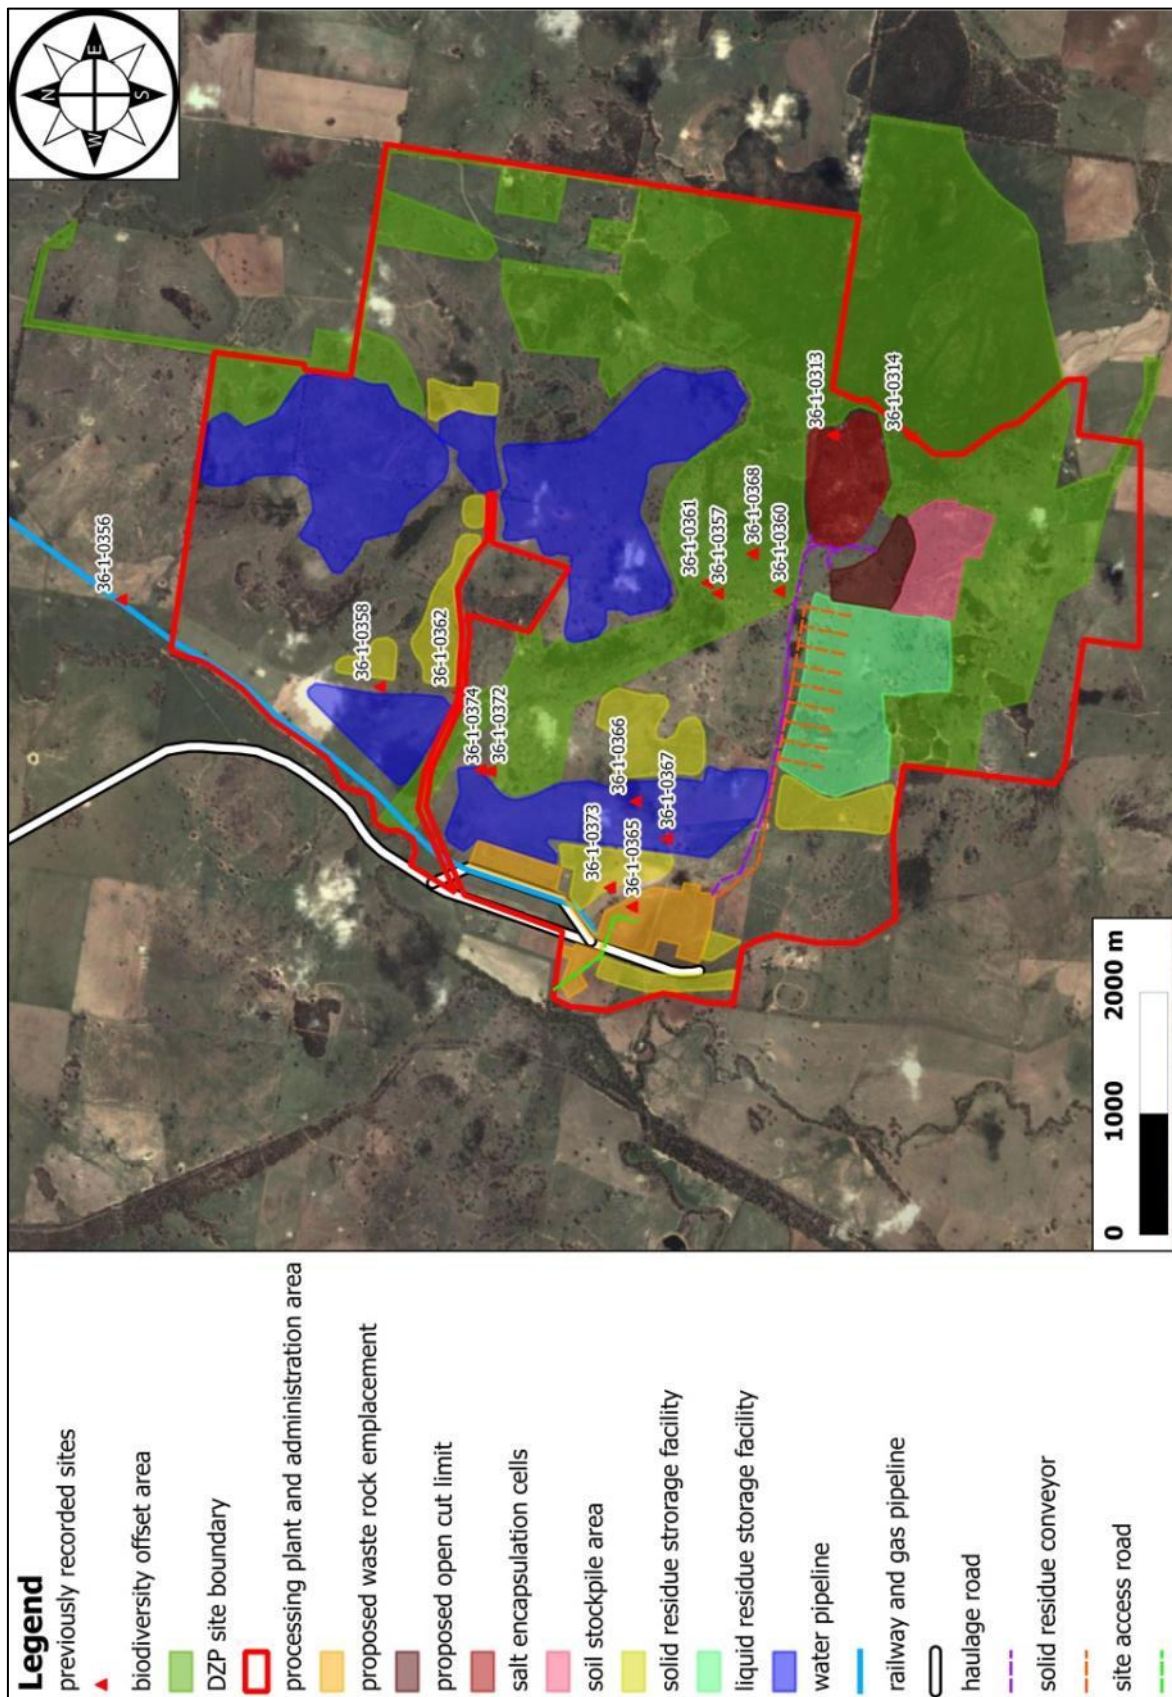 Legend
previously recorded sites
biodiversity offset area
DZP site boundary
processing plant and administration area
proposed waste rock emplacement
proposed open cut limit
salt encapsulation cells
soil stockpile area
solid residue strorage facility
liquid residue storage facility
water pipeline
railway and gas pipeline
haulage road
solid residue conveyor
site access road
N
E
S
W
36-1-0356
36-1-0358
36-1-0362
36-1-0374
36-1-0372
36-1-0366
36-1-0367
36-1-0373
36-1-0365
36-1-0361
36-1-0357
36-1-0368
36-1-0360
36-1-0313
36-1-0314
0 1000 2000 m